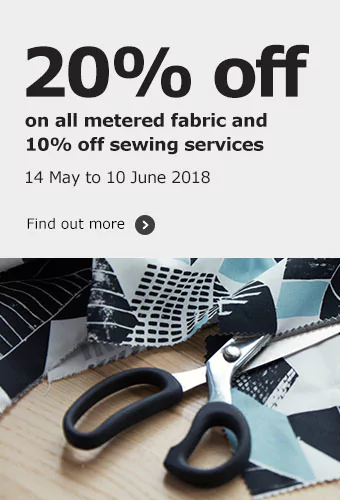 20% off
on all metered fabric and
10% off sewing services
14 May to 10 June 2018
Find out more